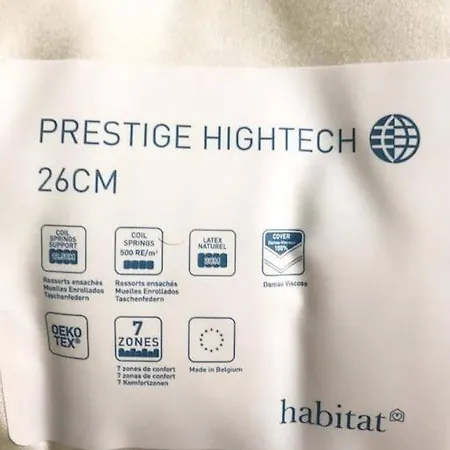 PRESTIGE HIGHTECH
26CM
COIL SPRINGS SUPPORT
COIL SPRINGS
500 RE/m²
LATEX NATUREL
COVER
100%
Ressorts ensachés
Muelles Enrollados
Taschenfedern
Ressorts ensachés
Muelles Enrollados
Taschenfedern
Damas Viscose
OEKO TEX®
7 ZONES
7 zones de confort
7 zones de confort
7 Komfortzonen
Made in Belgium
habitat